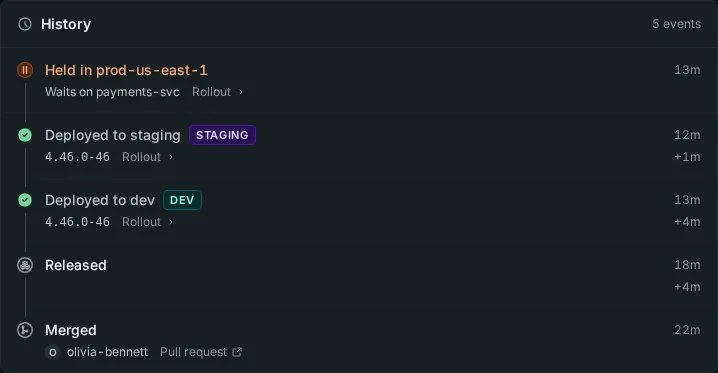 History
5 events
Held in prod-us-east-1
13m
Waits on payments-svc Rollout ›
Deployed to staging STAGING
12m
4.46.0-46 Rollout ›
+1m
Deployed to dev DEV
13m
4.46.0-46 Rollout ›
+4m
Released
18m
+4m
Merged
22m
O olivia-bennett Pull request